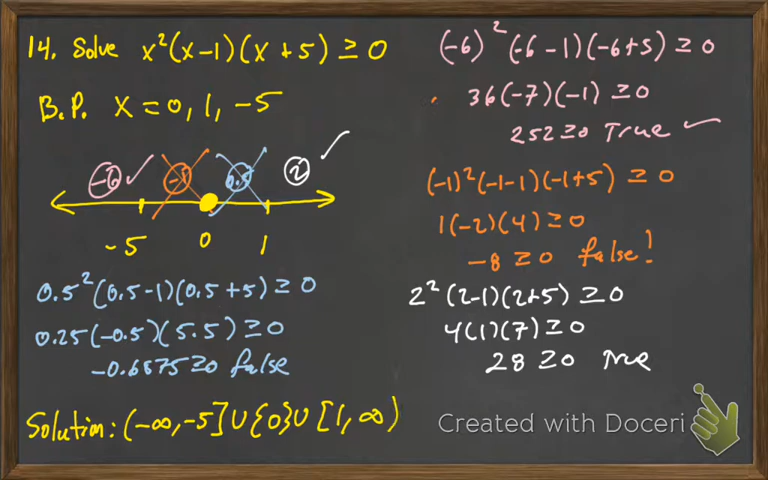 14. Solve x²(x-1)(x+5) ≥ 0
B.P. X = 0, 1, -5
-6 -1 0.5 2
-5 0 1
0.5²(0.5-1)(0.5+5) ≥ 0
0.25(-0.5)(5.5) ≥ 0
-0.6875 ≥ 0 false
Solution: (-∞, -5] ∪ {0} ∪ [1, ∞)
(-6)²(-6-1)(-6+5) ≥ 0
36(-7)(-1) ≥ 0
252 ≥ 0 True
(-1)²(-1-1)(-1+5) ≥ 0
1(-2)(4) ≥ 0
-8 ≥ 0 false!
2²(2-1)(2+5) ≥ 0
4(1)(7) ≥ 0
28 ≥ 0 True
Created with Doceri